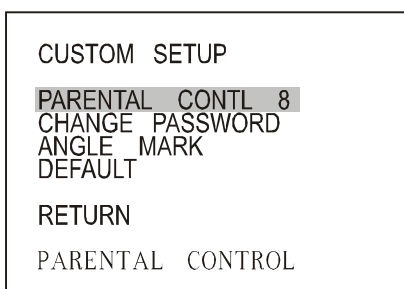 CUSTOM SETUP
PARENTAL CONTL 8
CHANGE PASSWORD
ANGLE MARK
DEFAULT
RETURN
PARENTAL CONTROL